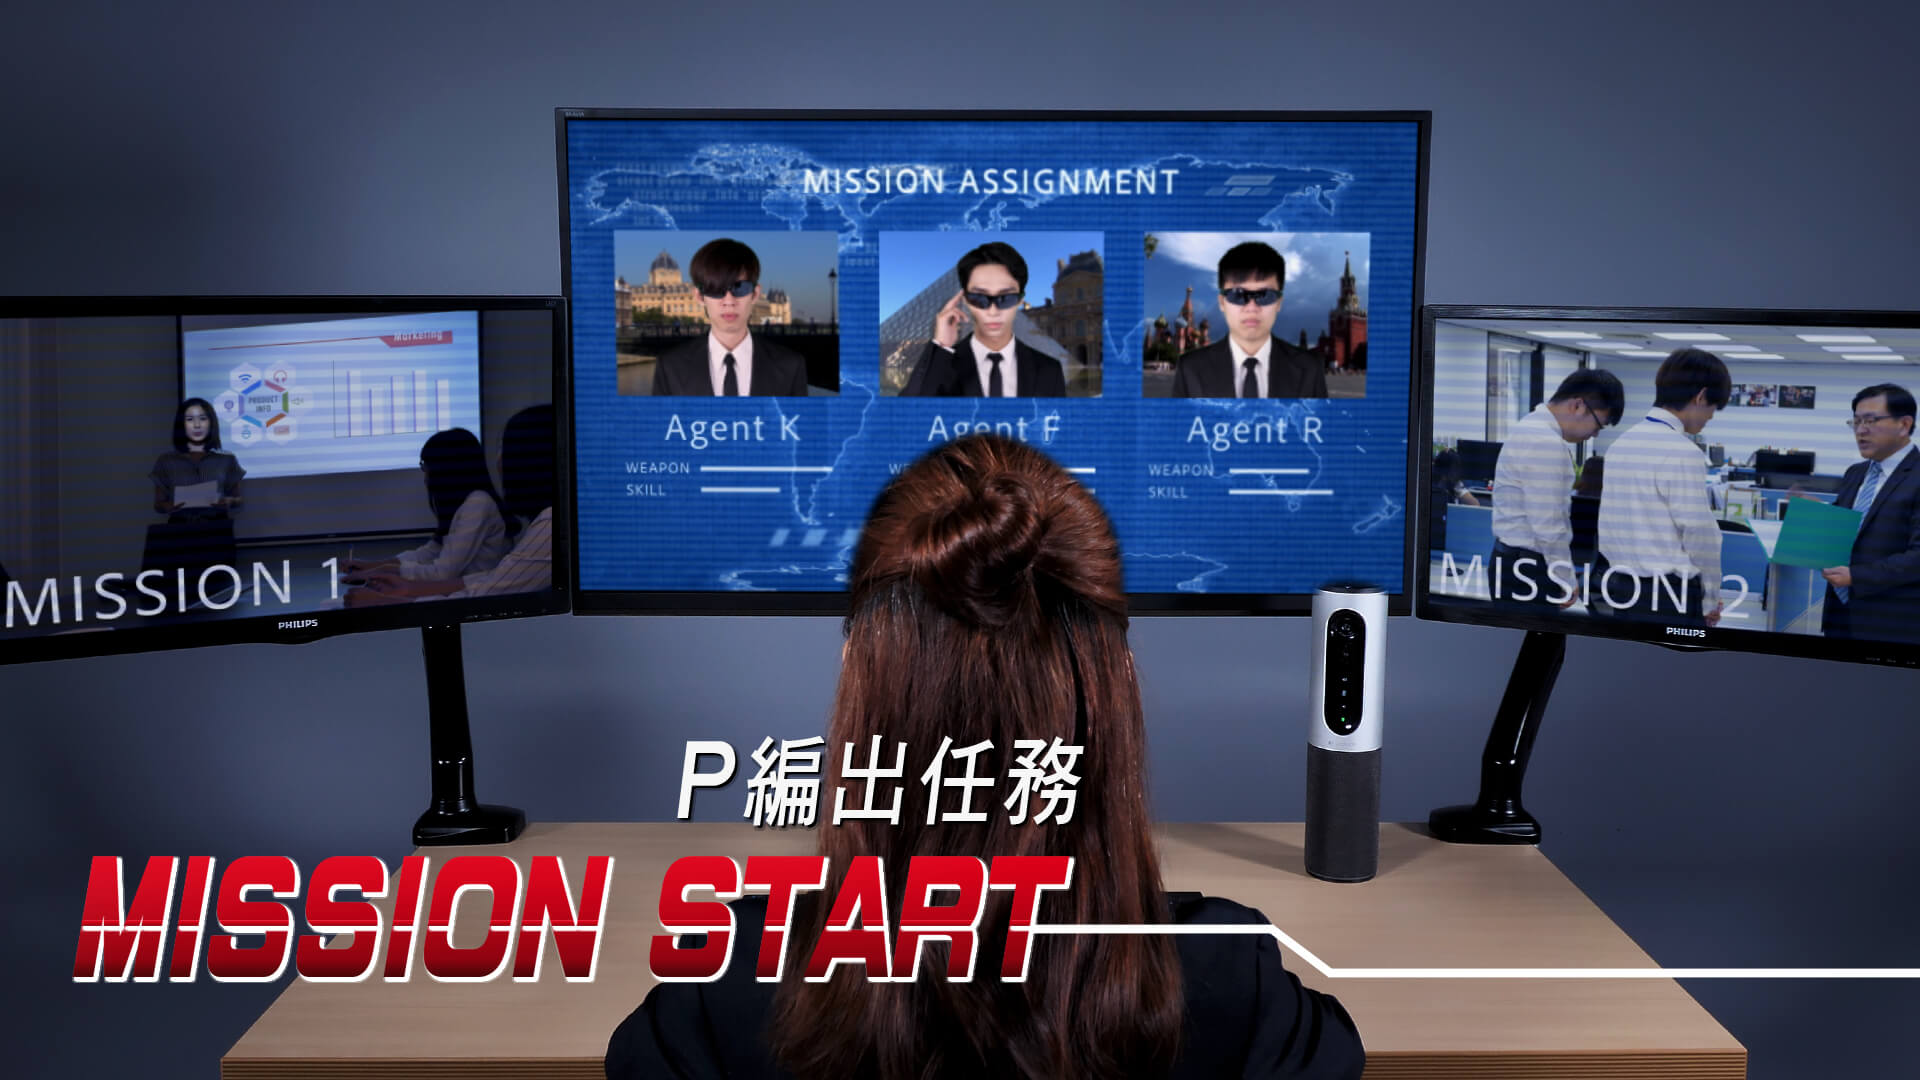 MISSION ASSIGNMENT
Agent K
Agent F
Agent R
WEAPON
SKILL
WEAPON
SKILL
Marketing
PRODUCT
INFO
MISSION 1
PHILIPS
MISSION 2
PHILIPS
P編出任務
MISSION START